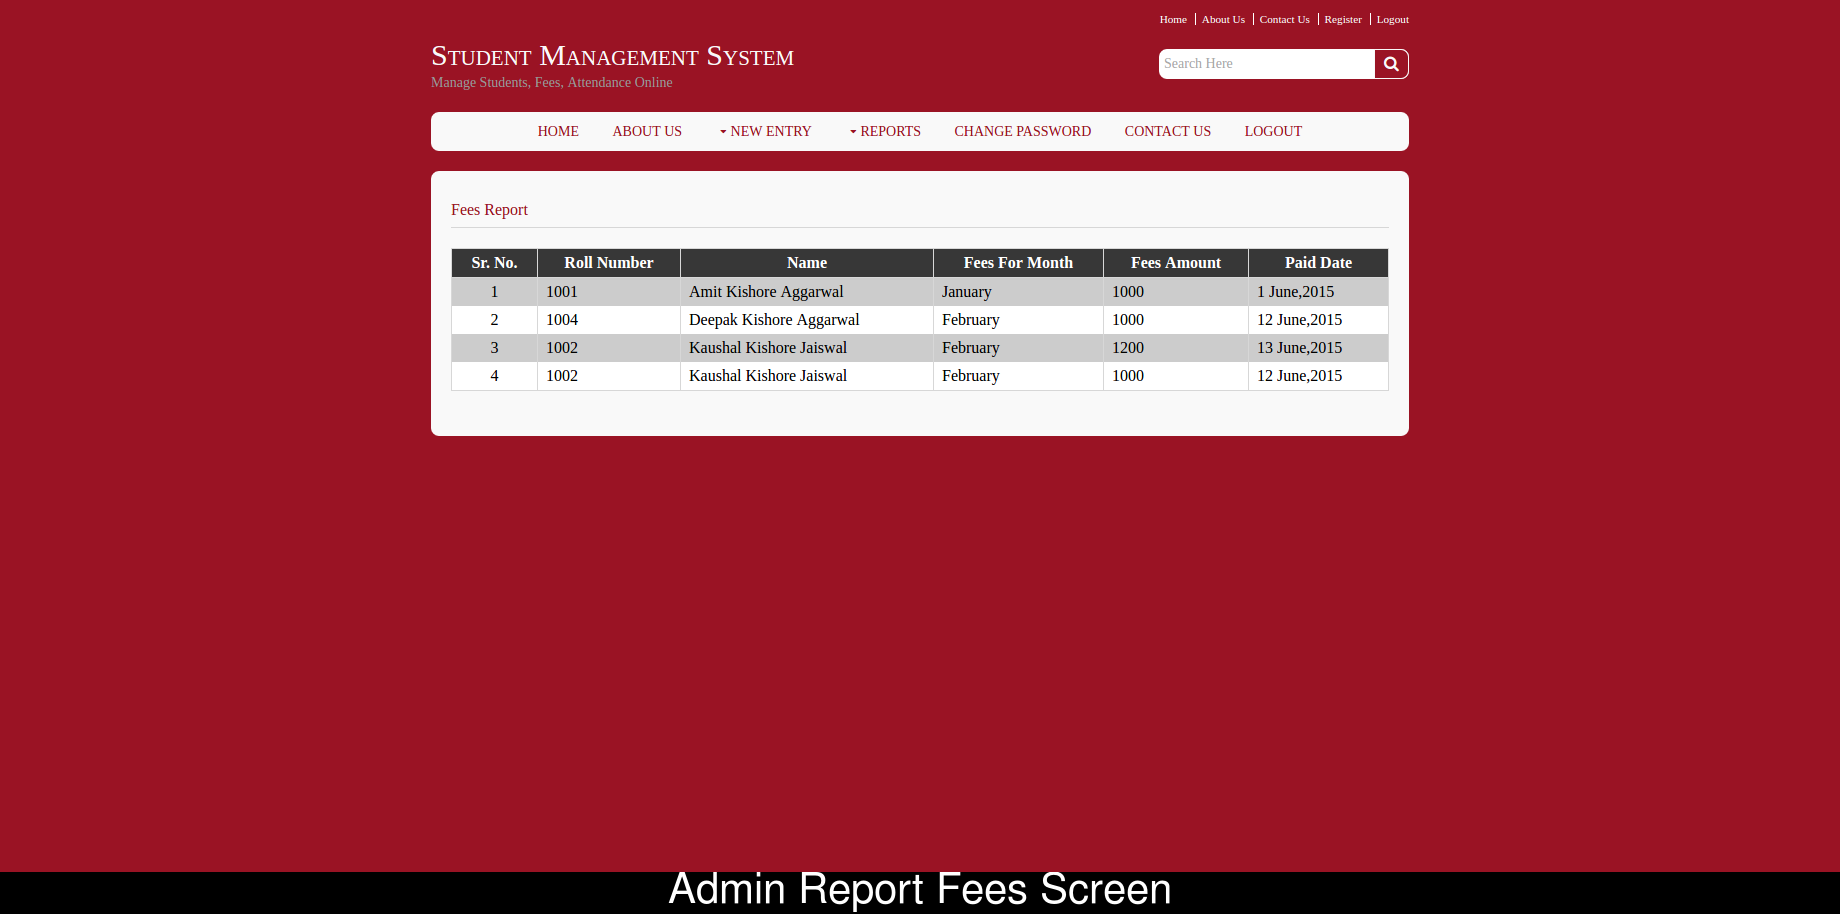 Home About Us Contact Us Register Logout
Student Management System
Manage Students, Fees, Attendance Online
Search Here
HOME ABOUT US NEW ENTRY REPORTS CHANGE PASSWORD CONTACT US LOGOUT
Fees Report
Sr. No. Roll Number Name Fees For Month Fees Amount Paid Date
1 1001 Amit Kishore Aggarwal January 1000 1 June,2015
2 1004 Deepak Kishore Aggarwal February 1000 12 June,2015
3 1002 Kaushal Kishore Jaiswal February 1200 13 June,2015
4 1002 Kaushal Kishore Jaiswal February 1000 12 June,2015
Admin Report Fees Screen